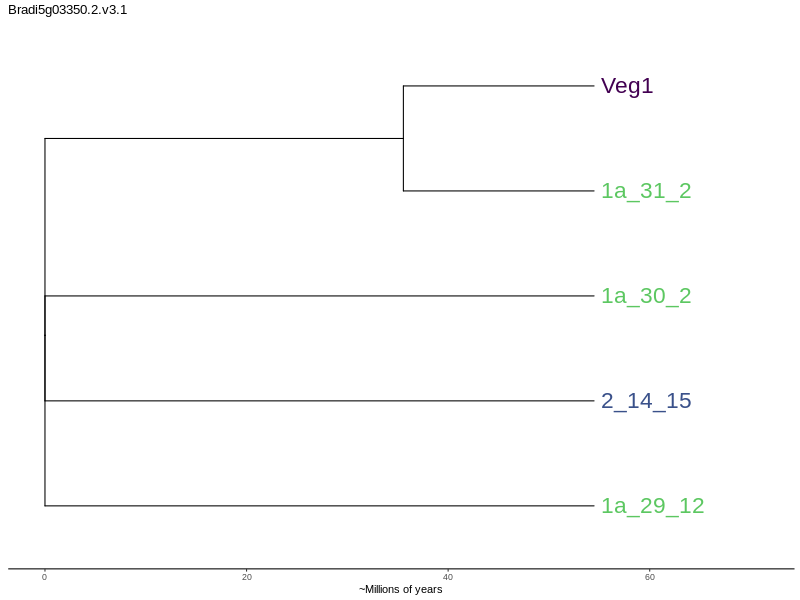 Bradi5g03350.2.v3.1
Veg1
1a_31_2
1a_30_2
2_14_15
1a_29_12
0 20 40 60
~Millions of years